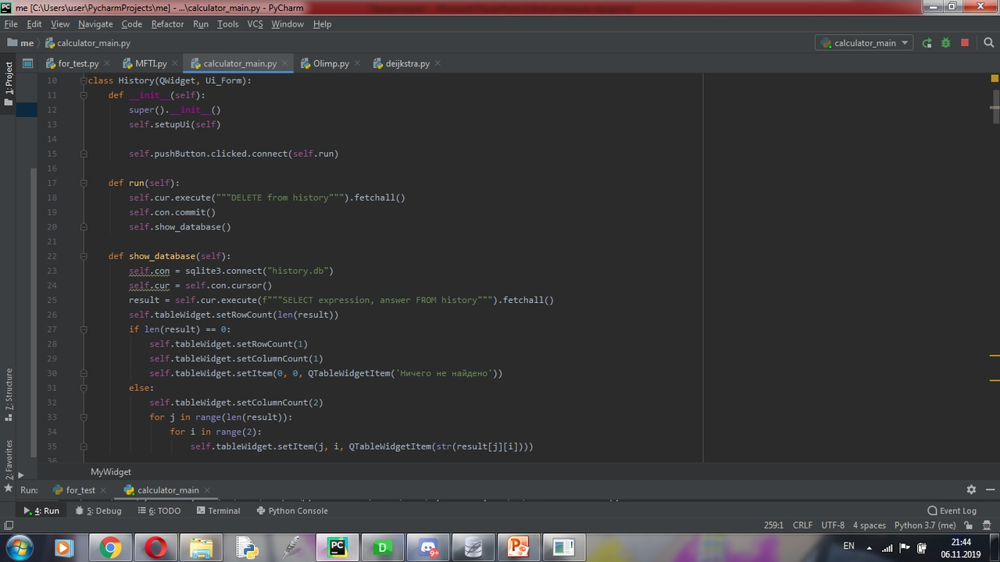 me [C:\Users\user\PycharmProjects\me] - ...\calculator_main.py - PyCharm
File Edit View Navigate Code Refactor Run Tools VCS Window Help
me calculator_main.py calculator_main
1: Project
for_test.py MFTI.py calculator_main.py Olimp.py deijkstra.py
10 class History(QWidget, Ui_Form):
11 def __init__(self):
12 super().__init__()
13 self.setupUi(self)
14
15 self.pushButton.clicked.connect(self.run)
16
17 def run(self):
18 self.cur.execute("""DELETE from history""").fetchall()
19 self.con.commit()
20 self.show_database()
21
22 def show_database(self):
23 self.con = sqlite3.connect("history.db")
24 self.cur = self.con.cursor()
25 result = self.cur.execute(f"""SELECT expression, answer FROM history""").fetchall()
26 self.tableWidget.setRowCount(len(result))
27 if len(result) == 0:
28 self.tableWidget.setRowCount(1)
29 self.tableWidget.setColumnCount(1)
30 self.tableWidget.setItem(0, 0, QTableWidgetItem('Ничего не найдено'))
31 else:
32 self.tableWidget.setColumnCount(2)
33 for j in range(len(result)):
34 for i in range(2):
35 self.tableWidget.setItem(j, i, QTableWidgetItem(str(result[j][i])))
36
7: Structure
2: Favorites
MyWidget
Run: for_test calculator_main
4: Run 5: Debug 6: TODO Terminal Python Console Event Log
259:1 CRLF UTF-8 4 spaces Python 3.7 (me)
PC D 9+ EN 21:44
06.11.2019